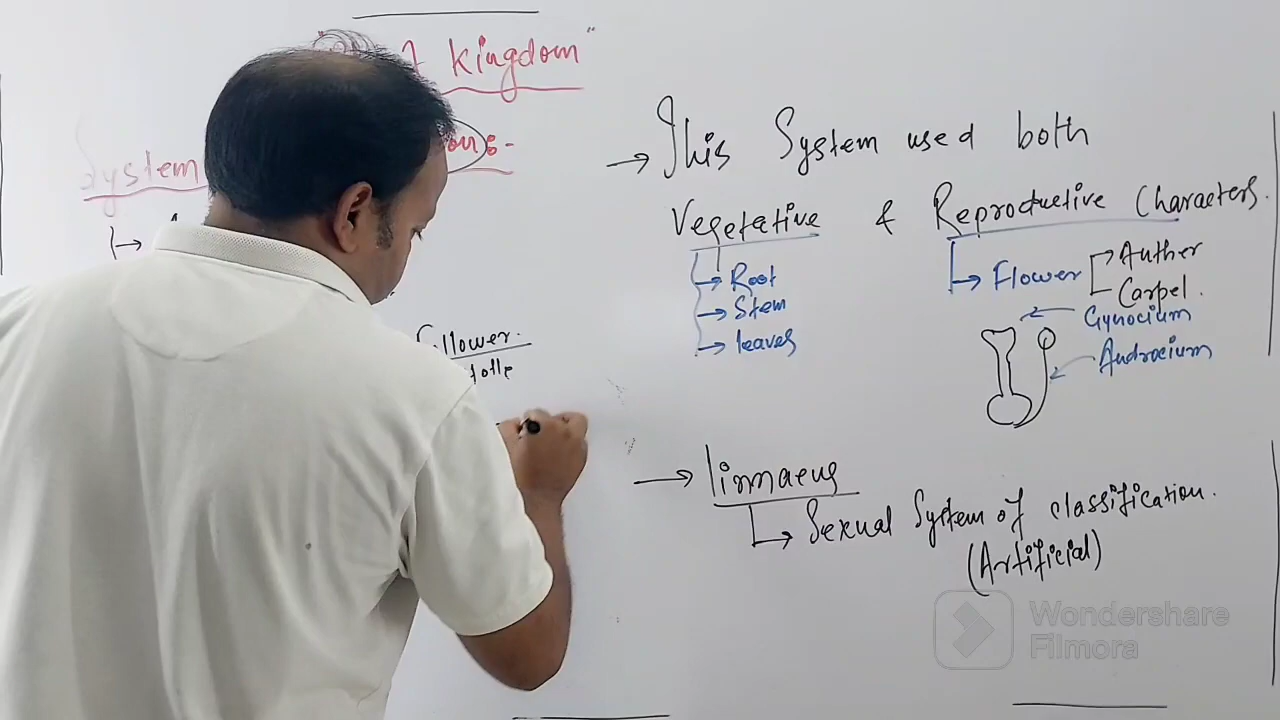 kingdom"
System
→ This System used both
Vegetative & Reproductive Characters.
→ Root
→ Stem
→ leaves
→ Flower
→ Anther
Carpel.
Gynocium
Androcium
→ linnaeus
→ Sexual System of classification.
(Artificial)
Wondershare
Filmora